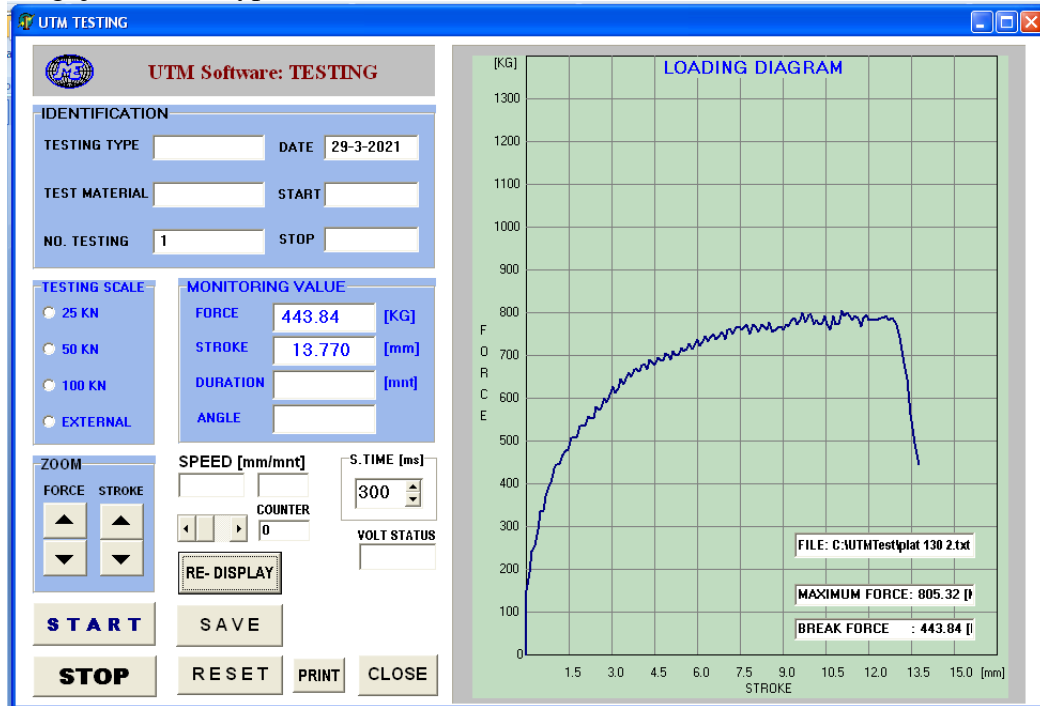 UTM TESTING
UTM Software: TESTING
IDENTIFICATION
TESTING TYPE
DATE 29-3-2021
TEST MATERIAL
START
NO. TESTING 1
STOP
TESTING SCALE
25 KN
50 KN
100 KN
EXTERNAL
MONITORING VALUE
FORCE 443.84 [KG]
STROKE 13.770 [mm]
DURATION [mnt]
ANGLE
ZOOM
FORCE STROKE
SPEED [mm/mnt]
COUNTER
0
S.TIME [ms]
300
VOLT STATUS
RE- DISPLAY
START
SAVE
STOP
RESET
PRINT
CLOSE
[KG]
LOADING DIAGRAM
1300
1200
1100
1000
900
800
700
600
500
400
300
200
100
0
FORCE
FILE: C:\UTMTest\plat 130 2.txt
MAXIMUM FORCE: 805.32
BREAK FORCE : 443.84
1.5 3.0 4.5 6.0 7.5 9.0 10.5 12.0 13.5 15.0 [mm]
STROKE